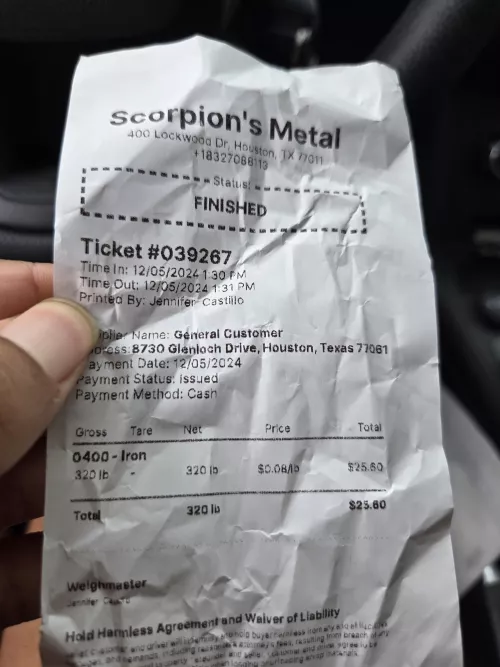 Scorpion's Metal
400 Lockwood Dr, Houston, TX 77011
+18327088113
Status:
FINISHED
Ticket #039267
Time In: 12/05/2024 1:30 PM
Time Out: 12/05/2024 1:31 PM
Printed By: Jennifer Castillo
Name: General Customer
8730 Glenloch Drive, Houston, Texas 77061
ayment Date: 12/05/2024
Payment Status: Issued
Payment Method: Cash
Gross Tare Net Price Total
0400 - Iron
320 lb - 320 lb $0.08/lb $25.60
Total 320 lb $25.60
Weighmaster
Jennifer
Hold Harmless Agreement and Waiver of Liability